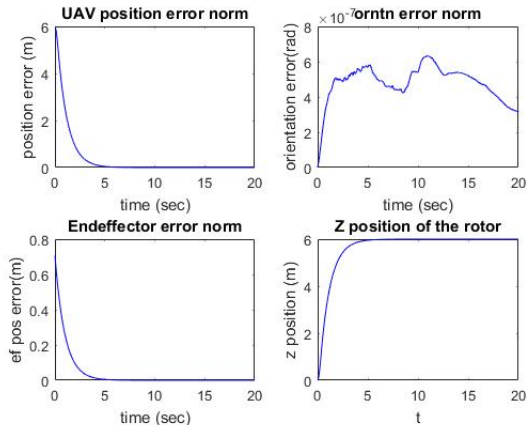 UAV position error norm
position error (m)
6
4
2
0
0 5 10 15 20
time (sec)
× 10⁻⁷ orntn error norm
orientation error(rad)
8
6
4
2
0
0 5 10 15 20
time (sec)
Endeffector error norm
ef pos error(m)
0.8
0.6
0.4
0.2
0
0 5 10 15 20
time (sec)
Z position of the rotor
z position (m)
6
4
2
0
0 5 10 15 20
t